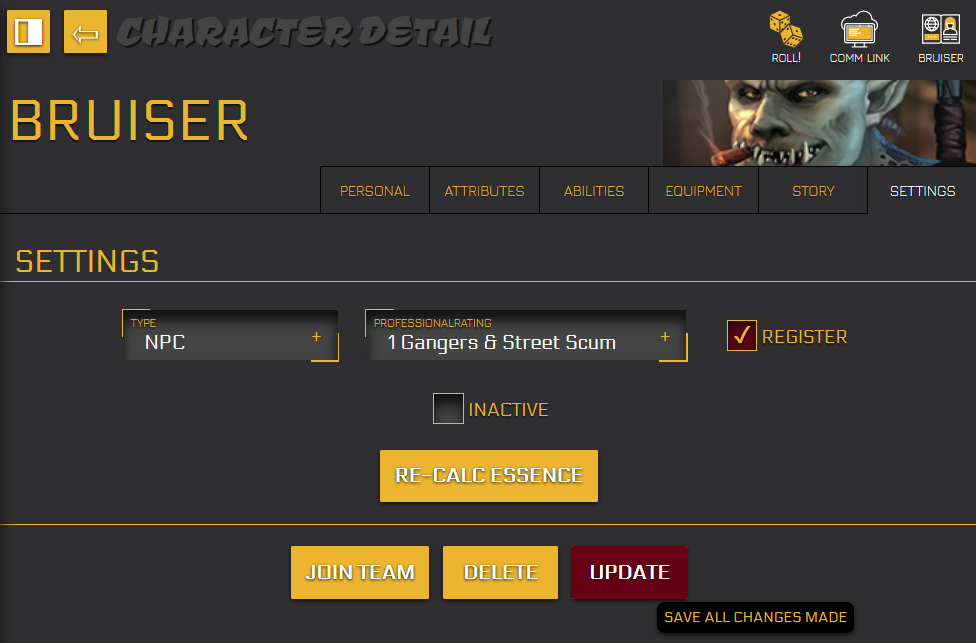 CHARACTER DETAIL
ROLL!
COMM LINK
BRUISER
BRUISER
PERSONAL
ATTRIBUTES
ABILITIES
EQUIPMENT
STORY
SETTINGS
SETTINGS
TYPE
NPC
+
PROFESSIONALRATING
1 Gangers & Street Scum
+
REGISTER
INACTIVE
RE-CALC ESSENCE
JOIN TEAM
DELETE
UPDATE
SAVE ALL CHANGES MADE